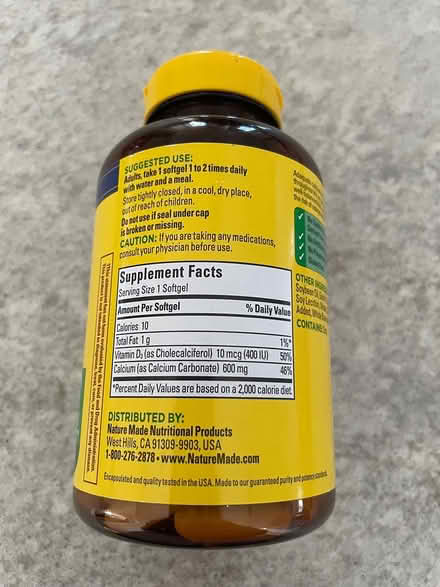 SUGGESTED USE:
Adults, take 1 softgel 1 to 2 times daily
with water and a meal.
Store tightly closed, in a cool, dry place,
out of reach of children.
Do not use if seal under cap
is broken or missing.
CAUTION: If you are taking any medications,
consult your physician before use.
Supplement Facts
Serving Size 1 Softgel
Amount Per Softgel % Daily Value
Calories 10
Total Fat 1 g 1%*
Vitamin D₃ (as Cholecalciferol) 10 mcg (400 IU) 50%
Calcium (as Calcium Carbonate) 600 mg 46%
*Percent Daily Values are based on a 2,000 calorie diet.
DISTRIBUTED BY:
Nature Made Nutritional Products
West Hills, CA 91309-9903, USA
1-800-276-2878 • www.NatureMade.com
Encapsulated and quality tested in the USA. Made to our guaranteed purity and potency standards.
OTHER
Soybean Oil,
Soy Lecithin,
Added,